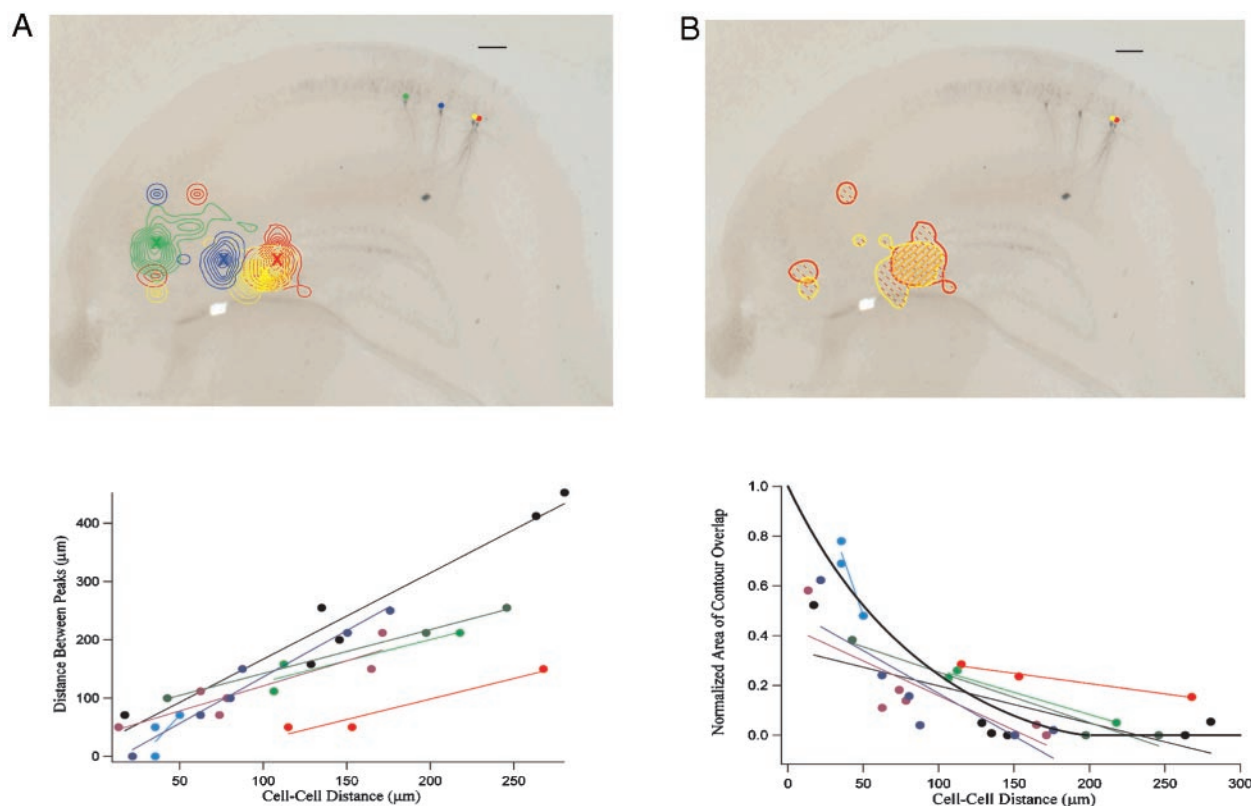 A
B
X
X
X
X
Distance Between Peaks (µm)
400
300
200
100
0
50
100
150
200
250
Cell-Cell Distance (µm)
Normalized Area of Contour Overlap
1.0
0.8
0.6
0.4
0.2
0.0
0
50
100
150
200
250
300
Cell-Cell Distance (µm)